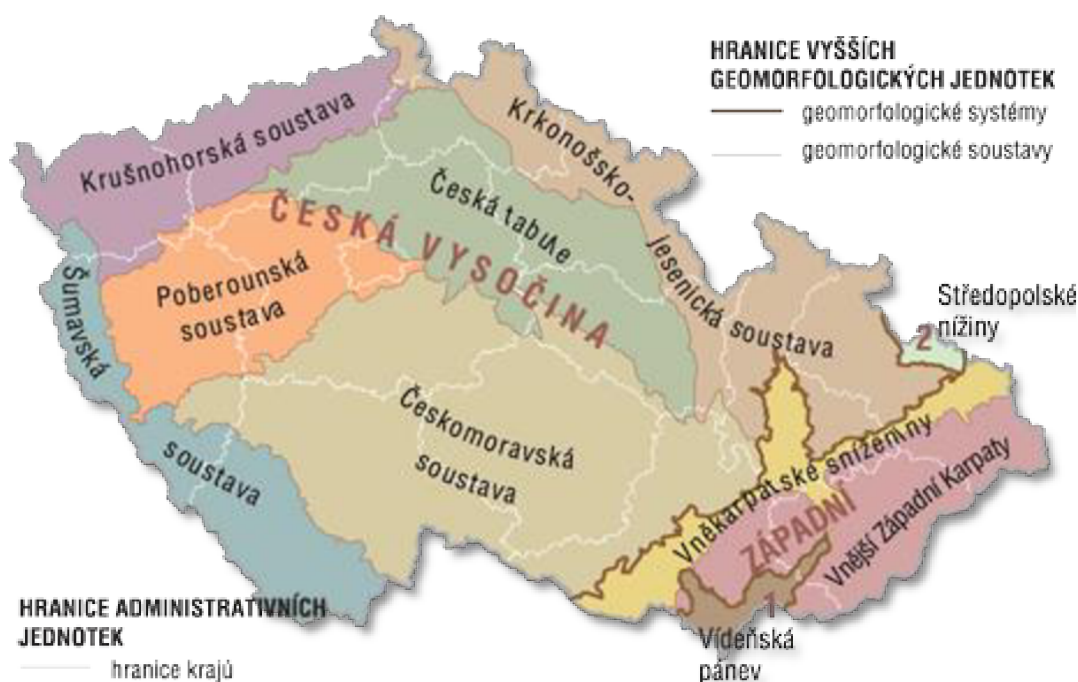 HRANICE VYŠŠÍCH
GEOMORFOLOGICKÝCH JEDNOTEK
geomorfologické systémy
geomorfologické soustavy
Krušnohorská soustava
Krkonošsko-
jesenická soustava
Česká tabule
ČESKÁ VYSOČINA
Poberounská
soustava
Šumavská
soustava
Českomoravská
soustava
Středopolské
nížiny
2
Vněkarpatské sníženiny
ZÁPADNÍ
Vnější Západní Karpaty
1
Vídeňská
pánev
HRANICE ADMINISTRATIVNÍCH
JEDNOTEK
hranice krajů